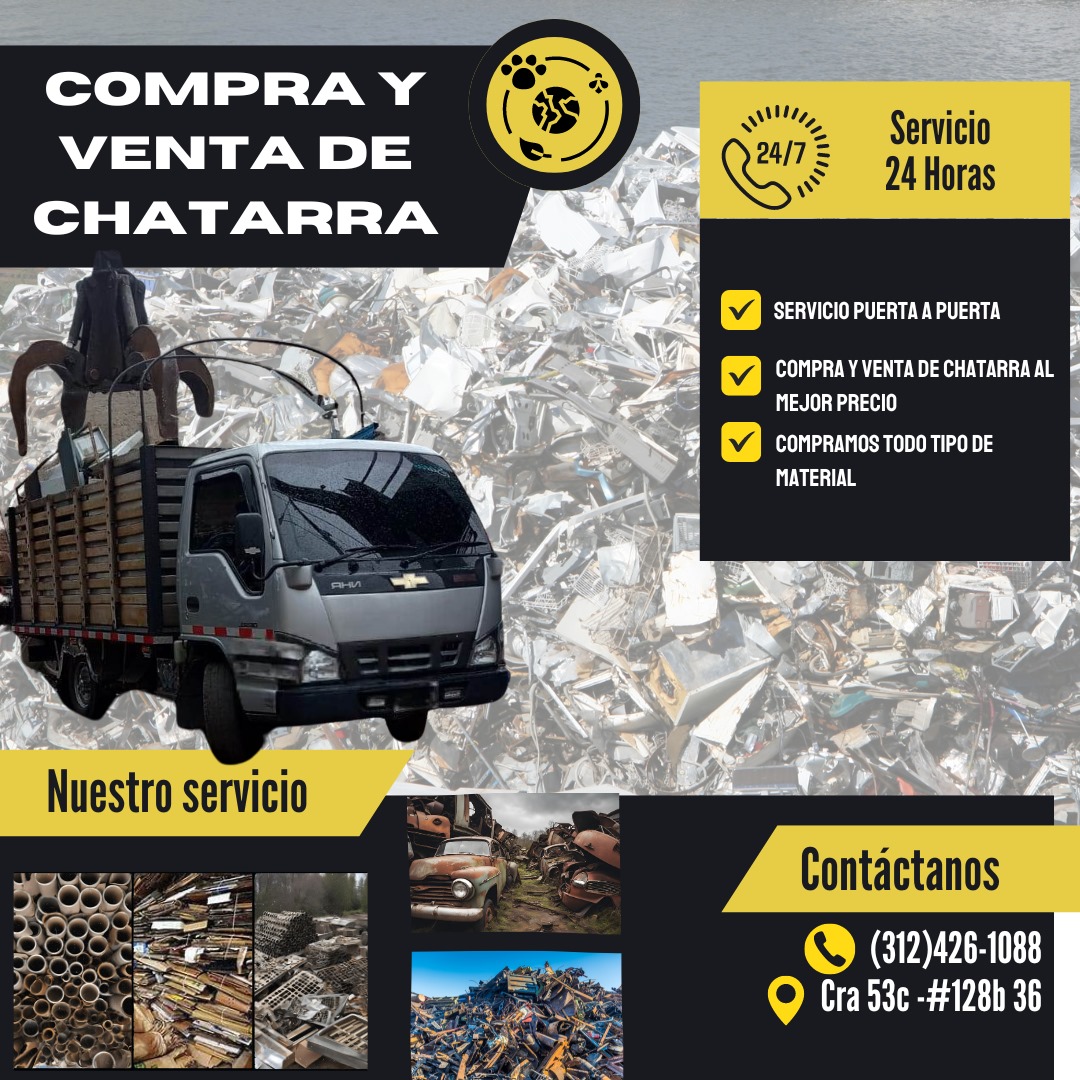 COMPRA Y
VENTA DE
CHATARRA
24/7
Servicio
24 Horas
SERVICIO PUERTA A PUERTA
COMPRA Y VENTA DE CHATARRA AL
MEJOR PRECIO
COMPRAMOS TODO TIPO DE
MATERIAL
NHR
Nuestro servicio
Contáctanos
(312)426-1088
Cra 53c -#128b 36